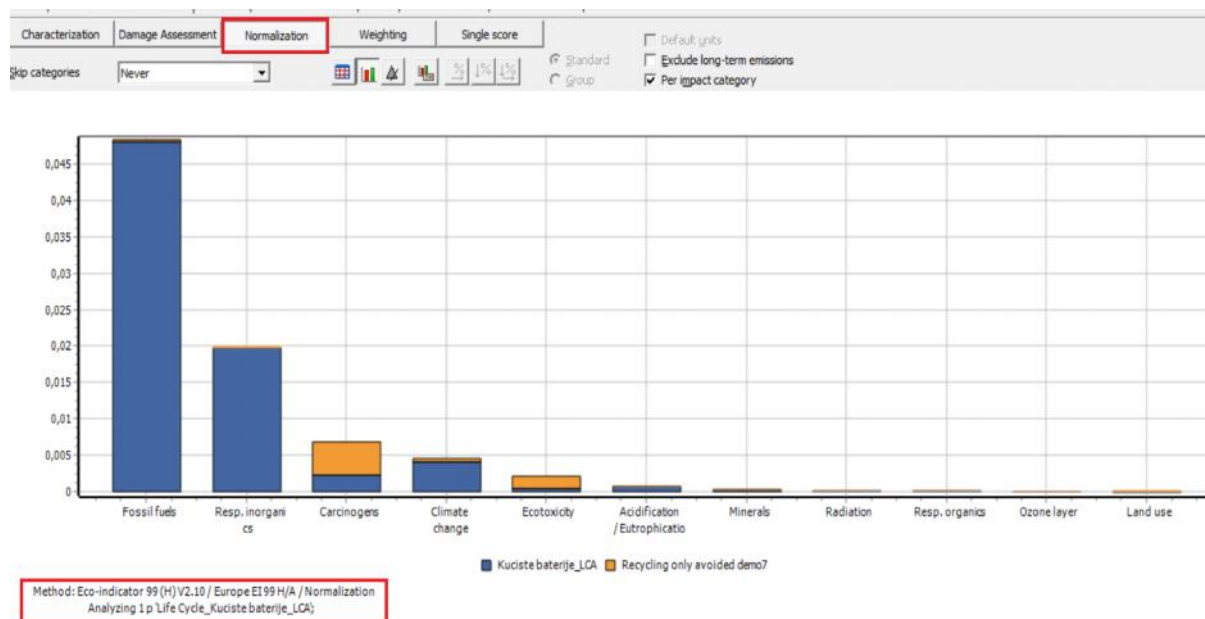 Characterization Damage Assessment Normalization Weighting Single score
Skip categories Never
Standard
Group
Default units
Exclude long-term emissions
Per impact category
0,045
0,04
0,035
0,03
0,025
0,02
0,015
0,01
0,005
0
Fossil fuels Resp. inorgani Carcinogens Climate Ecotoxicity Acidification Minerals Radiation Resp. organics Ozone layer Land use
cs change /Eutrophicatio
Kuciste baterije_LCA Recycling only avoided demo7
Method: Eco-indicator 99 (H) V2.10 / Europe EI 99 H/A / Normalization
Analyzing 1 p 'Life Cycle_Kuciste baterije_LCA';